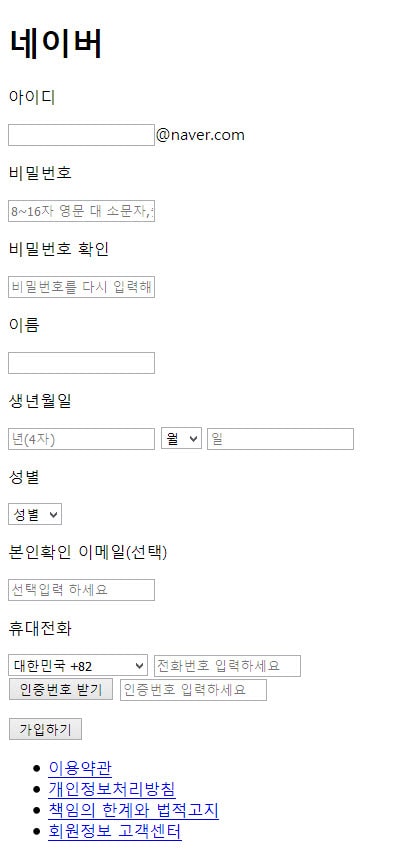 네이버
아이디
@naver.com
비밀번호
8~16자 영문 대 소문자,
비밀번호 확인
비밀번호를 다시 입력해
이름
생년월일
년(4자) 월 일
성별
성별
본인확인 이메일(선택)
선택입력 하세요
휴대전화
대한민국 +82 전화번호 입력하세요
인증번호 받기 인증번호 입력하세요
가입하기
이용약관
개인정보처리방침
책임의 한계와 법적고지
회원정보 고객센터